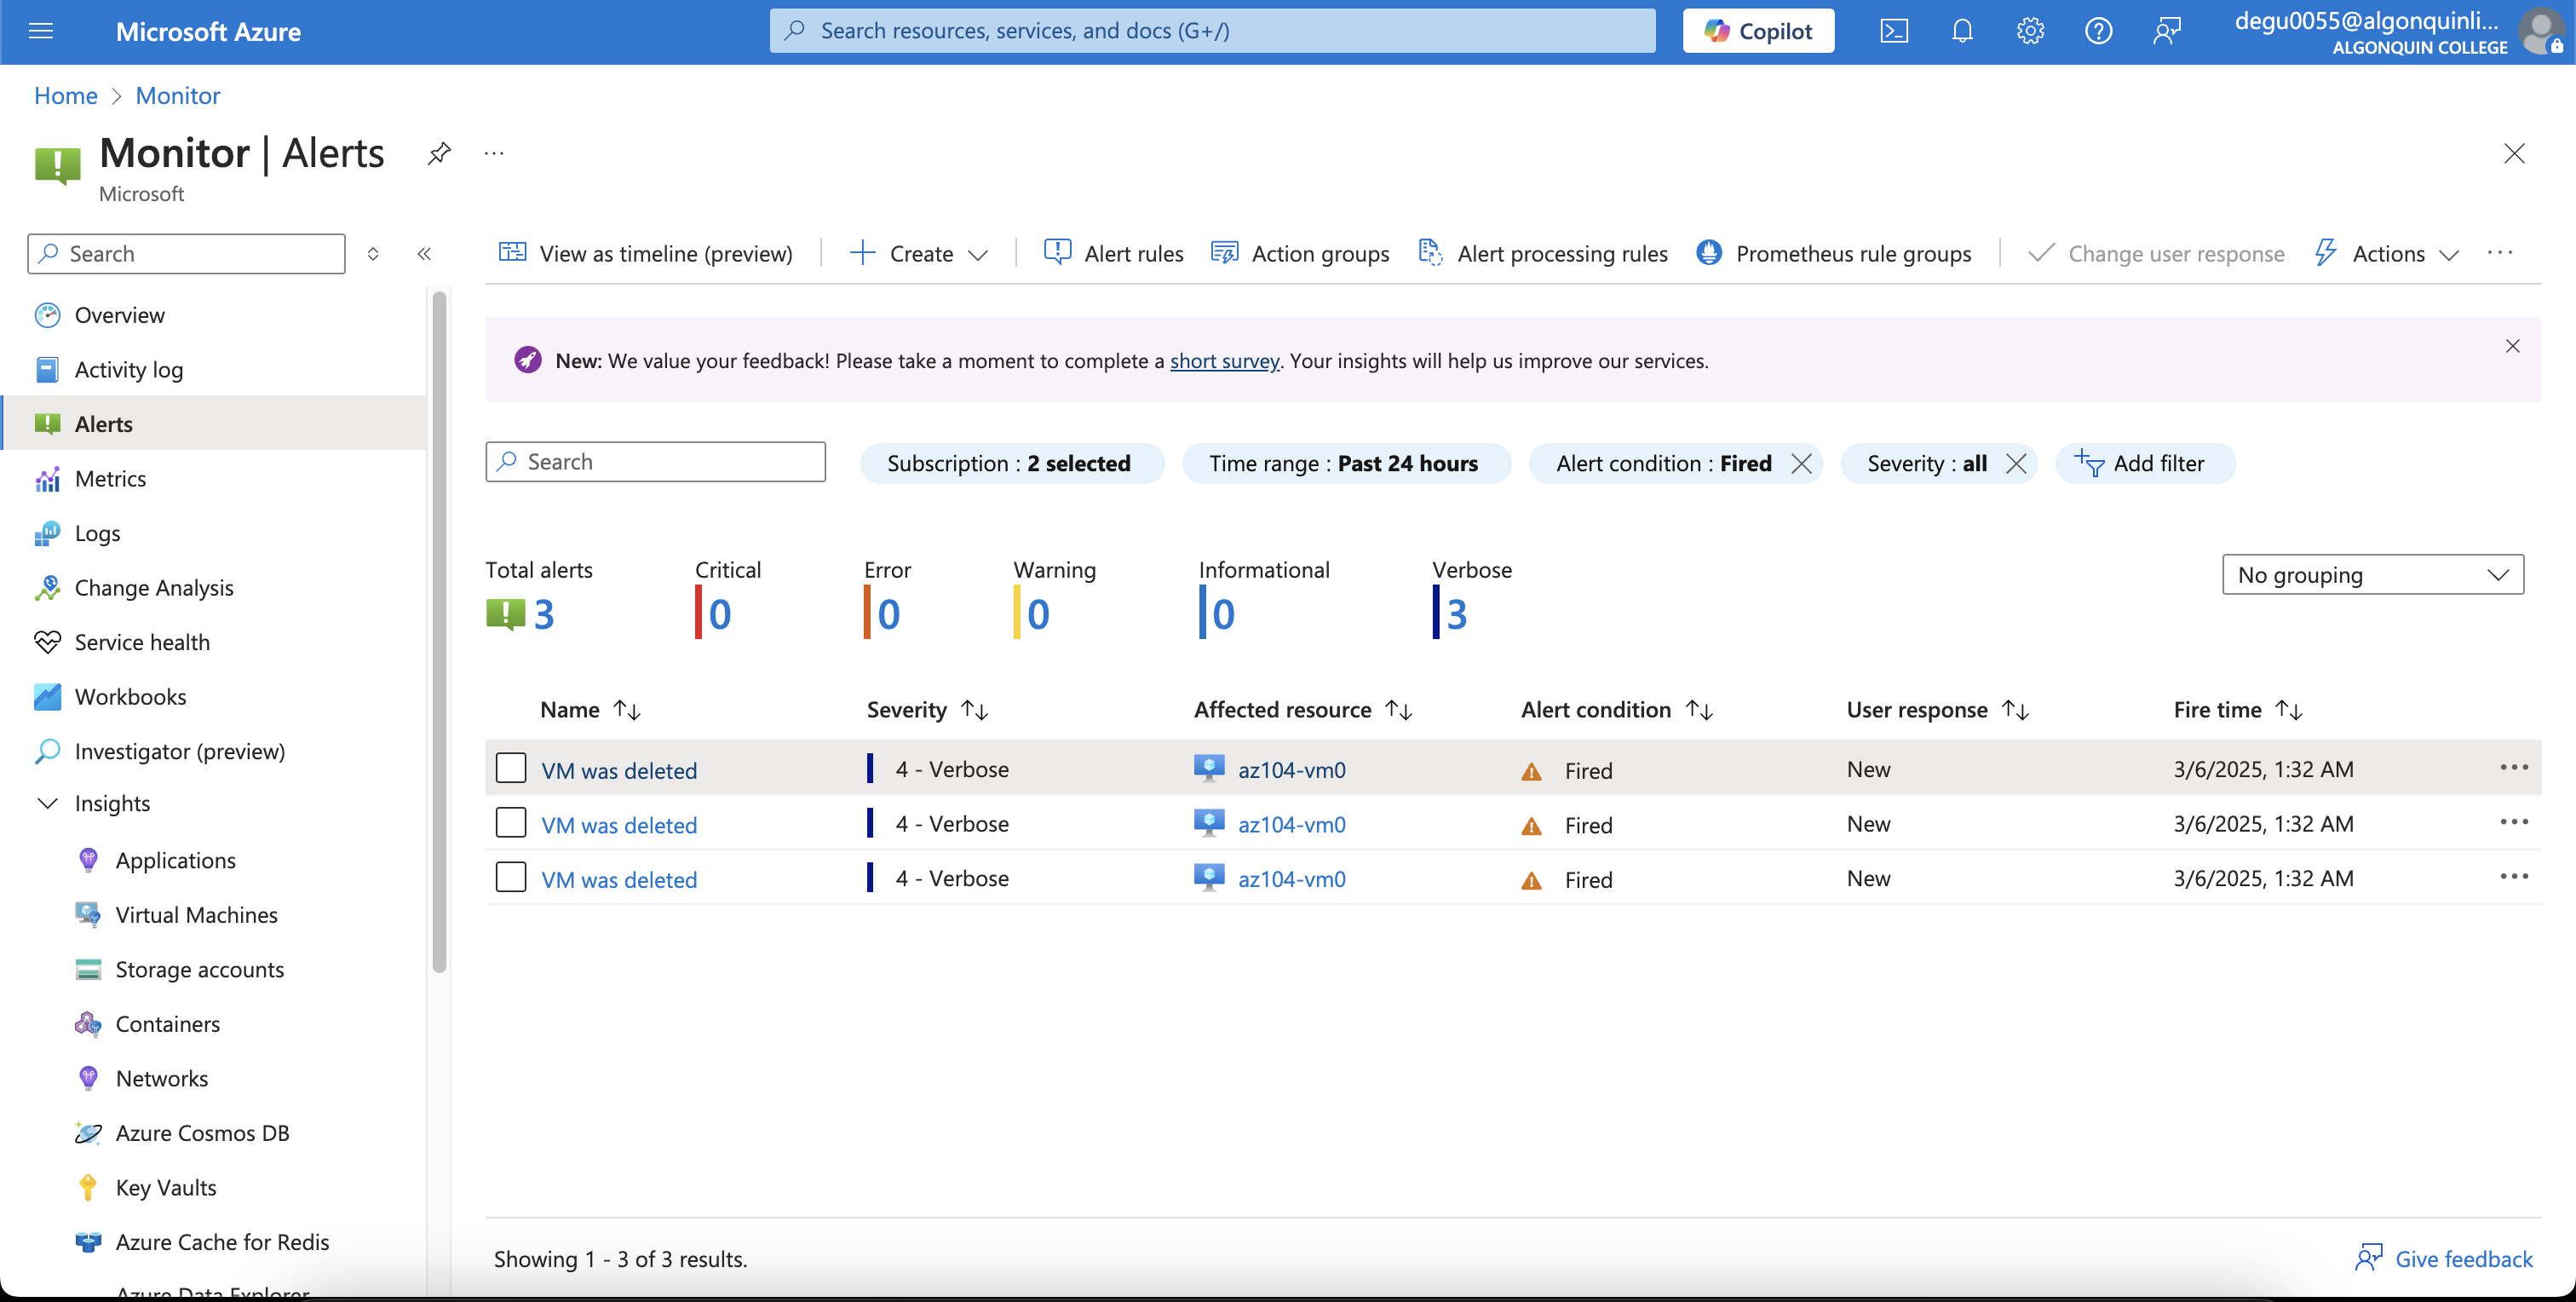 Microsoft Azure
Search resources, services, and docs (G+/)
Copilot
degu0055@algonquinli...
ALGONQUIN COLLEGE
Home > Monitor
Monitor | Alerts
...
Microsoft
Search
View as timeline (preview)
Create
Alert rules
Action groups
Alert processing rules
Prometheus rule groups
Change user response
Actions
Overview
Activity log
Alerts
Metrics
Logs
Change Analysis
Service health
Workbooks
Investigator (preview)
Insights
Applications
Virtual Machines
Storage accounts
Containers
Networks
Azure Cosmos DB
Key Vaults
Azure Cache for Redis
Azure Data Explorer
New: We value your feedback! Please take a moment to complete a short survey. Your insights will help us improve our services.
Search
Subscription : 2 selected
Time range : Past 24 hours
Alert condition : Fired
Severity : all
Add filter
Total alerts
3
Critical
0
Error
0
Warning
0
Informational
0
Verbose
3
No grouping
Name Severity Affected resource Alert condition User response Fire time
VM was deleted 4 - Verbose az104-vm0 Fired New 3/6/2025, 1:32 AM
VM was deleted 4 - Verbose az104-vm0 Fired New 3/6/2025, 1:32 AM
VM was deleted 4 - Verbose az104-vm0 Fired New 3/6/2025, 1:32 AM
Showing 1 - 3 of 3 results.
Give feedback